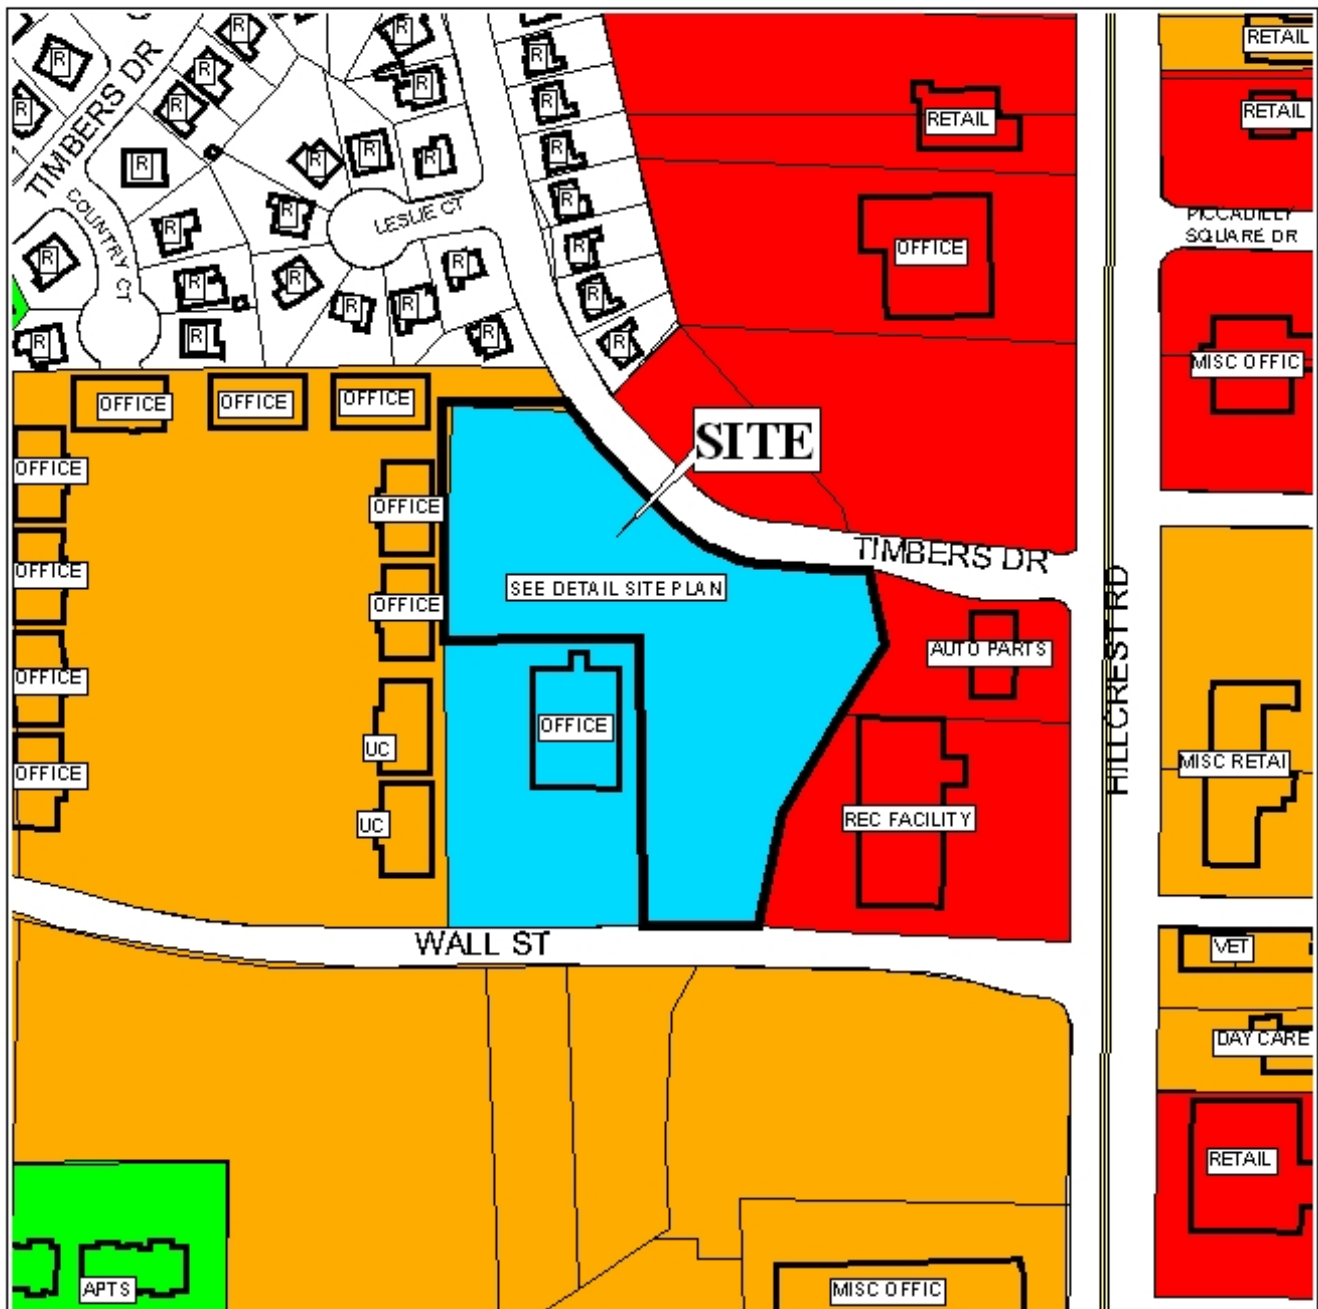 R
R
R
R
RETAIL
R
R
R
R
R
RETAIL
R
RETAIL
TIMBERS DR
R
R
R
R
R
R
COUNTRY CT
R
R
LESLIE CT
PICCADILLY
SQUARE DR
R
R
R
OFFICE
R
R
R
R
R
R
R
R
R
R
R
MISC OFFIC
OFFICE
OFFICE
OFFICE
SITE
OFFICE
OFFICE
TIMBERS DR
OFFICE
SEE DETAIL SITE PLAN
OFFICE
HILLCREST RD
AUTO PARTS
OFFICE
OFFICE
UC
MISC RETAI
OFFICE
UC
REC FACILITY
WALL ST
VET
DAY CARE
RETAIL
APTS
MISC OFFIC